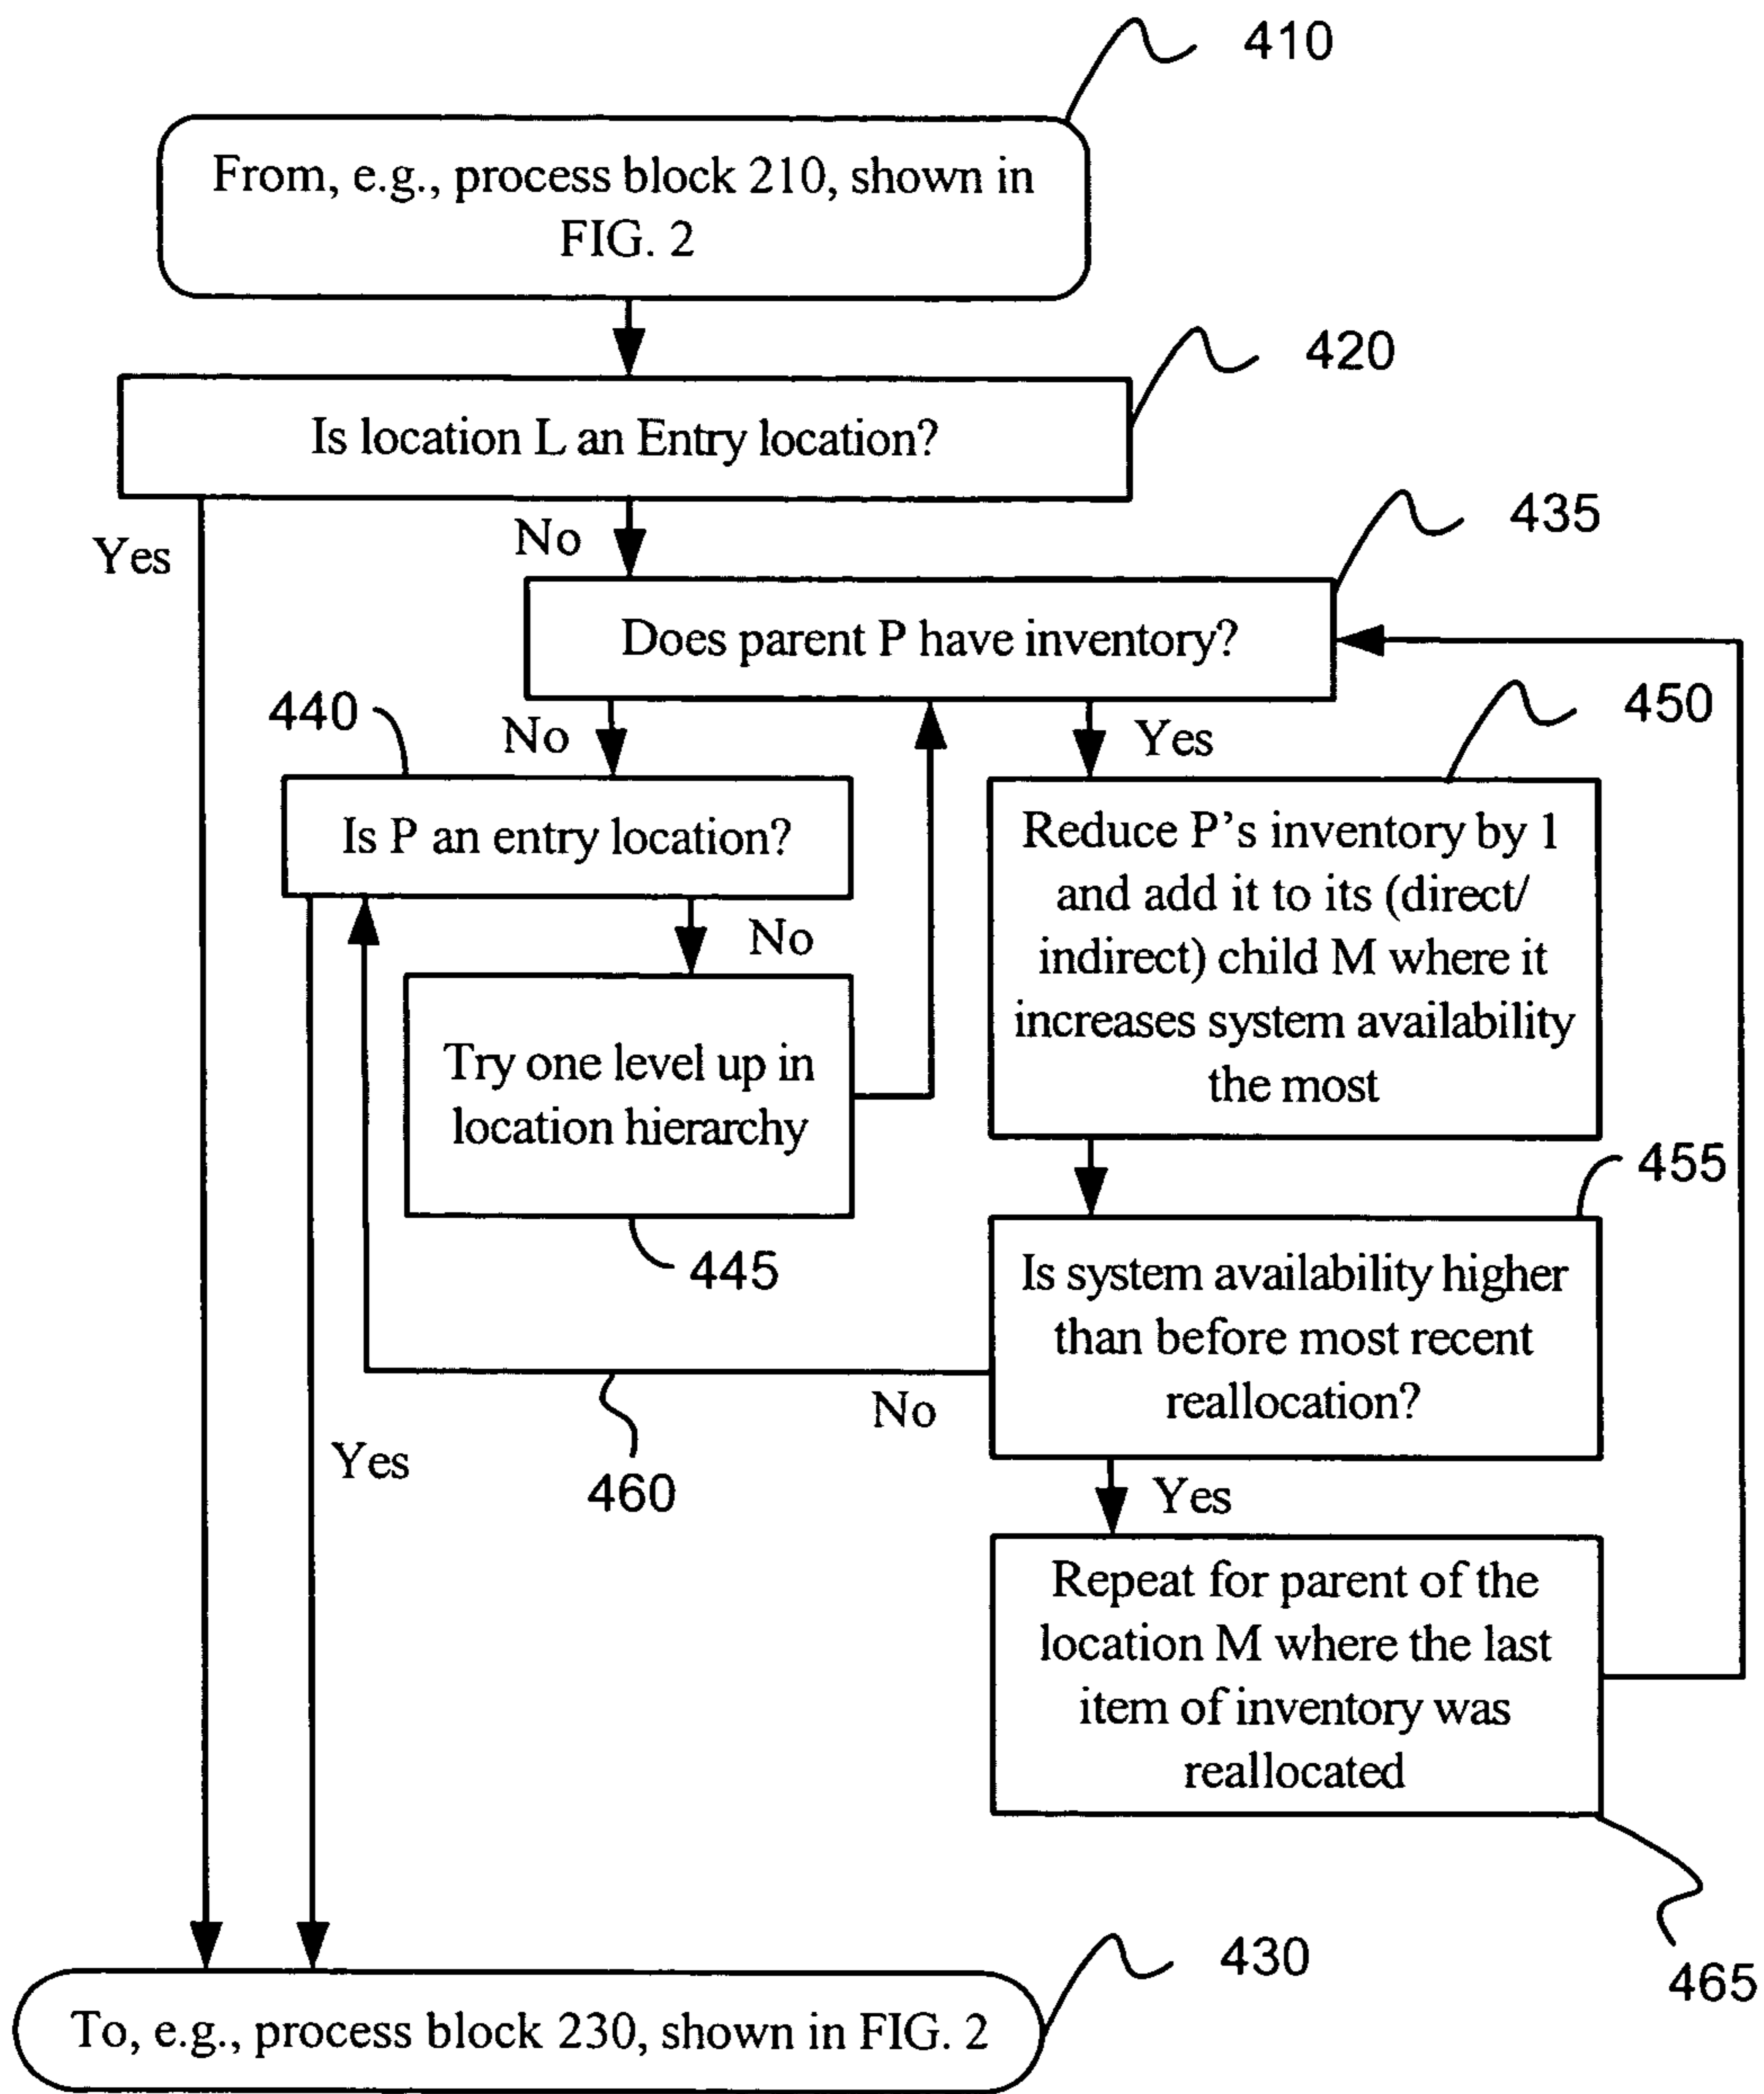 410
From, e.g., process block 210, shown in
FIG. 2
420
Is location L an Entry location?
435
Yes
No
Does parent P have inventory?
440
No
Yes
450
Is P an entry location?
Reduce P's inventory by 1
and add it to its (direct/
indirect) child M where it
increases system availability
the most
No
Try one level up in
location hierarchy
445
455
Is system availability higher
than before most recent
reallocation?
No
460
Yes
Yes
Repeat for parent of the
location M where the last
item of inventory was
reallocated
465
430
To, e.g., process block 230, shown in FIG. 2